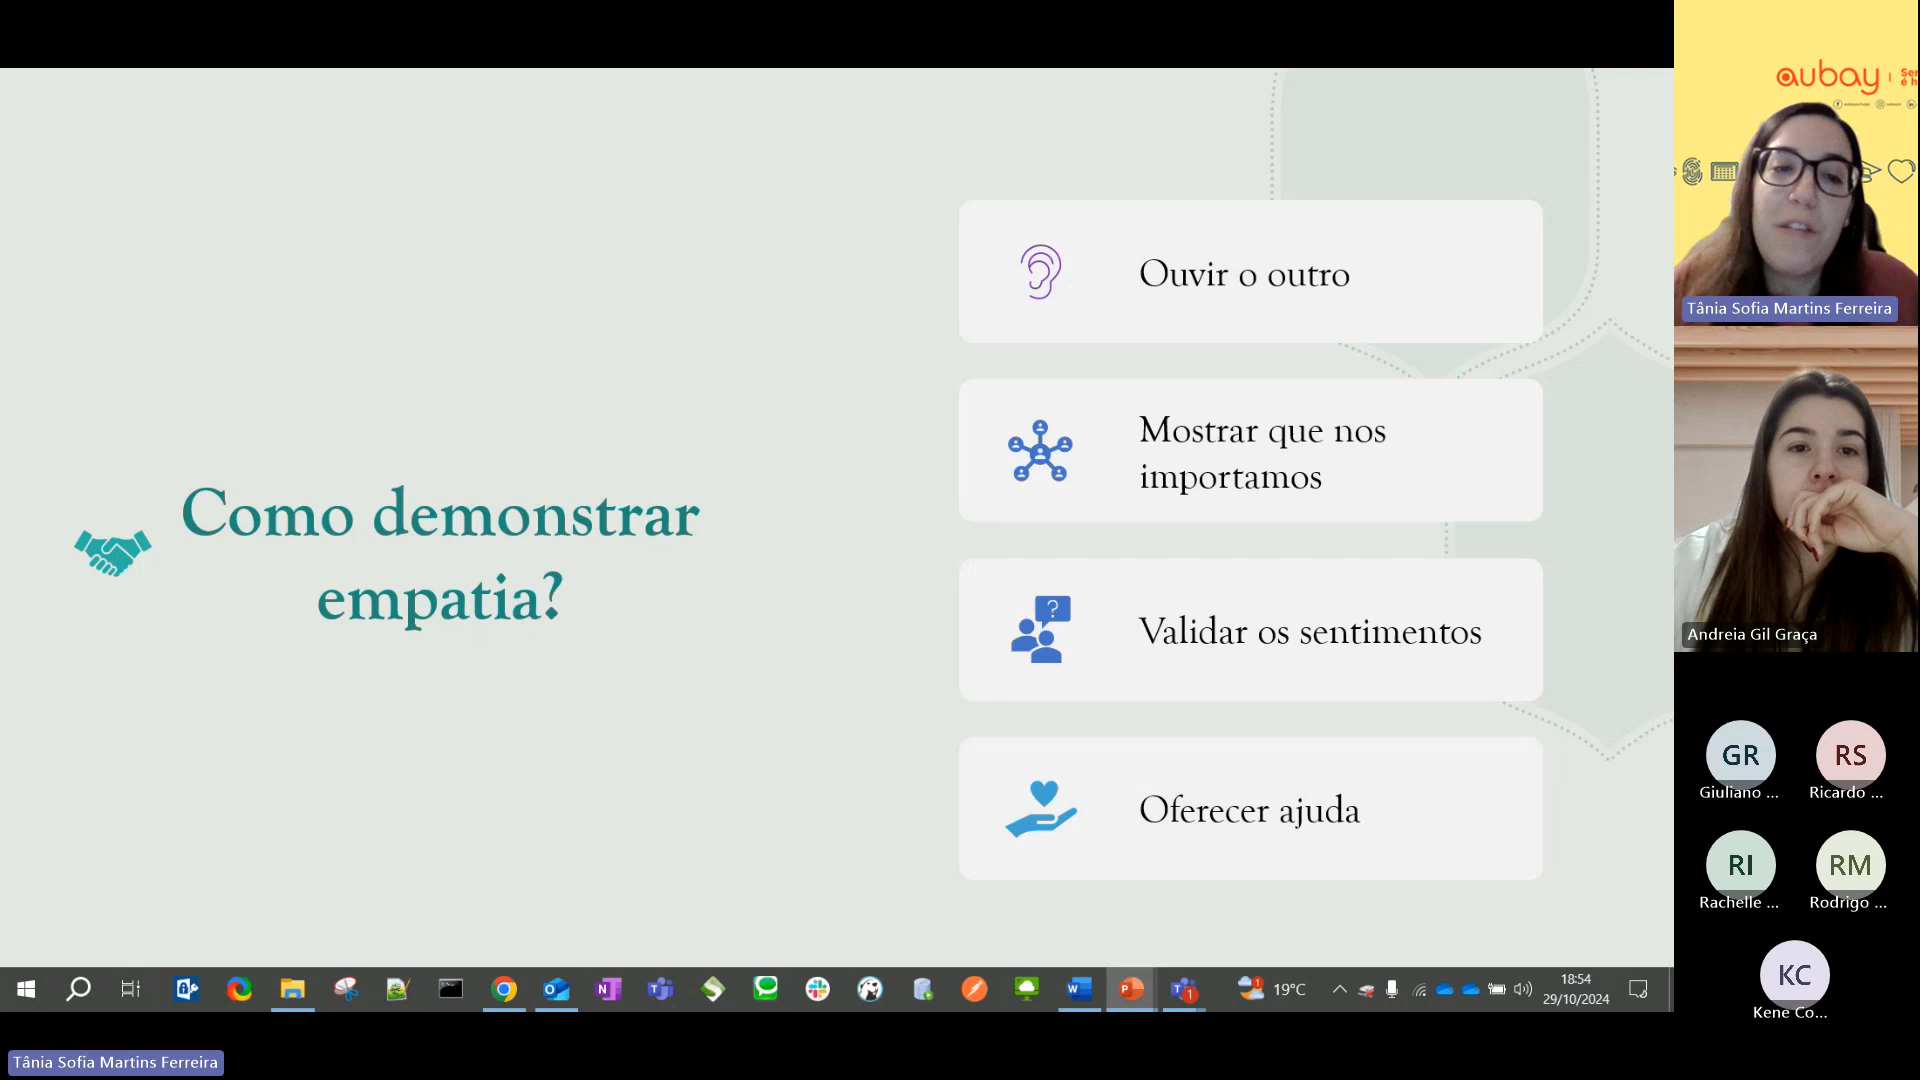 Como demonstrar
empatia?
Ouvir o outro
Mostrar que nos
importamos
?
Validar os sentimentos
Oferecer ajuda
aubay
Tânia Sofia Martins Ferreira
Andreia Gil Graça
GR
RS
Giuliano ...
Ricardo ...
RI
RM
Rachelle ...
Rodrigo ...
KC
Kene Co...
19°C
18:54
29/10/2024
Tânia Sofia Martins Ferreira